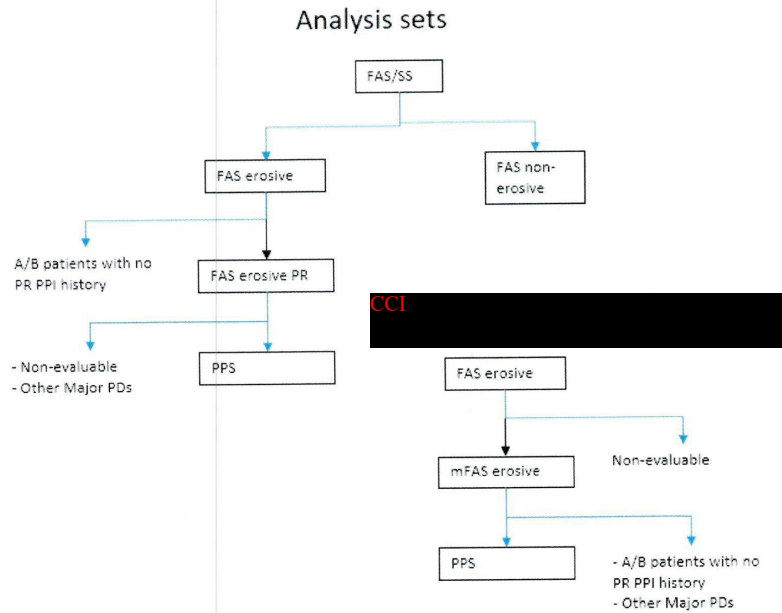 Analysis sets
FAS/SS
FAS erosive
FAS non-
erosive
A/B patients with no
PR PPI history
FAS erosive PR
CCI
- Non-evaluable
- Other Major PDs
PPS
FAS erosive
mFAS erosive
Non-evaluable
PPS
- A/B patients with no
PR PPI history
- Other Major PDs